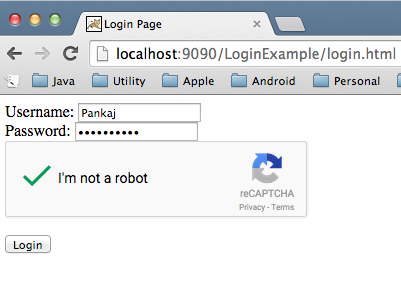 Login Page
localhost:9090/LoginExample/login.html
Java Utility Apple Android Personal
Username: Pankaj
Password: ••••••••••
I'm not a robot
reCAPTCHA
Privacy - Terms
Login